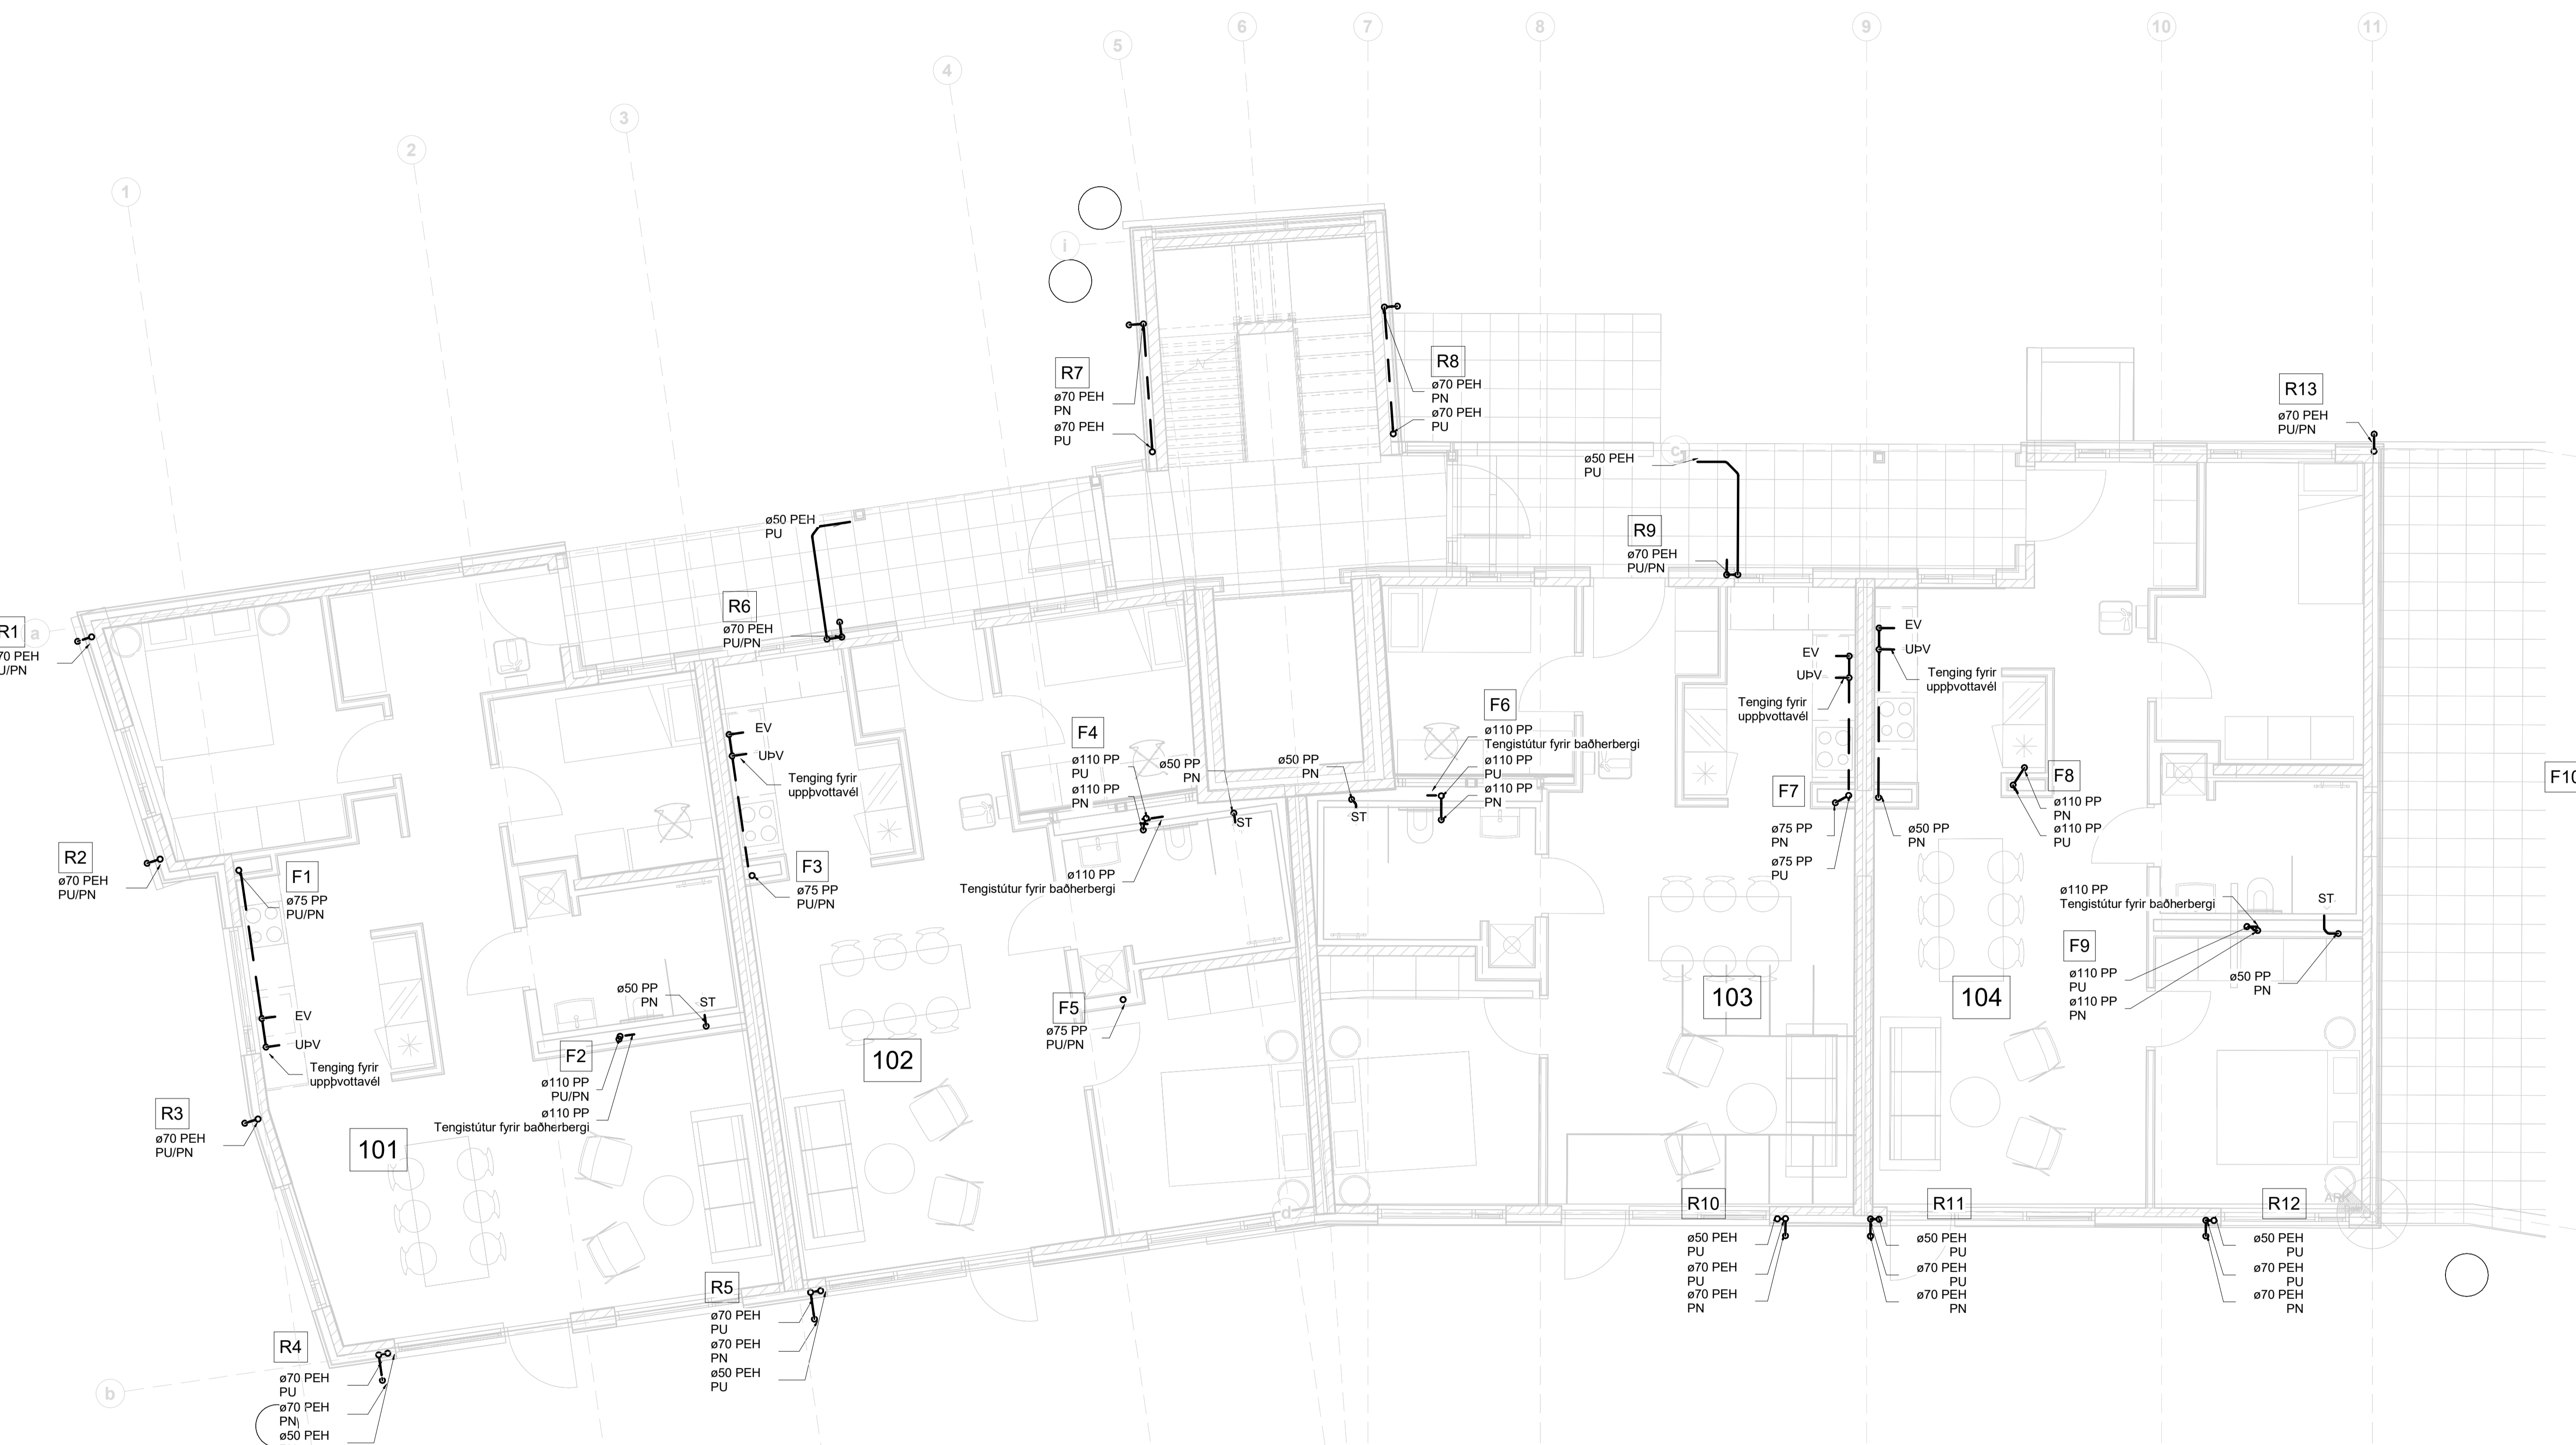 1
2
3
4
5
6
7
8
9
10
11
i
a
b
c
d
R1
70 PEH
U/PN
R2
ø70 PEH
PU/PN
F1
ø75 PP
PU/PN
EV
UÞV
Tenging fyrir
uppþvottavél
R3
ø70 PEH
PU/PN
101
R4
ø70 PEH
PU
ø70 PEH
PN
ø50 PEH
ø50 PP
PN
ST
F2
ø110 PP
PU/PN
ø110 PP
Tengistútur fyrir baðherbergi
ø50 PEH
PU
R6
ø70 PEH
PU/PN
EV
UÞV
Tenging fyrir
uppþvottavél
F3
ø75 PP
PU/PN
102
R5
ø70 PEH
PU
ø70 PEH
PN
ø50 PEH
PU
R7
ø70 PEH
PN
ø70 PEH
PU
R8
ø70 PEH
PN
ø70 PEH
PU
F4
ø110 PP
PU
ø110 PP
PN
ø50 PP
PN
ST
ø110 PP
Tengistútur fyrir baðherbergi
F5
ø75 PP
PU/PN
ø50 PP
PN
ST
F6
ø110 PP
Tengistútur fyrir baðherbergi
ø110 PP
PU
ø110 PP
PN
ø50 PEH
PU
R9
ø70 PEH
PU/PN
EV
UÞV
Tenging fyrir
uppþvottavél
F7
ø75 PP
PN
ø75 PP
PU
103
R10
ø50 PEH
PU
ø70 PEH
PU
ø70 PEH
PN
EV
UÞV
Tenging fyrir
uppþvottavél
ø50 PP
PN
F8
ø110 PP
PN
ø110 PP
PU
104
R11
ø50 PEH
PU
ø70 PEH
PU
ø70 PEH
PN
R13
ø70 PEH
PU/PN
ø110 PP
Tengistútur fyrir baðherbergi
ST
F9
ø110 PP
PU
ø110 PP
PN
ø50 PP
PN
R12
ø50 PEH
PU
ø70 PEH
PU
ø70 PEH
PN
ARK
F10